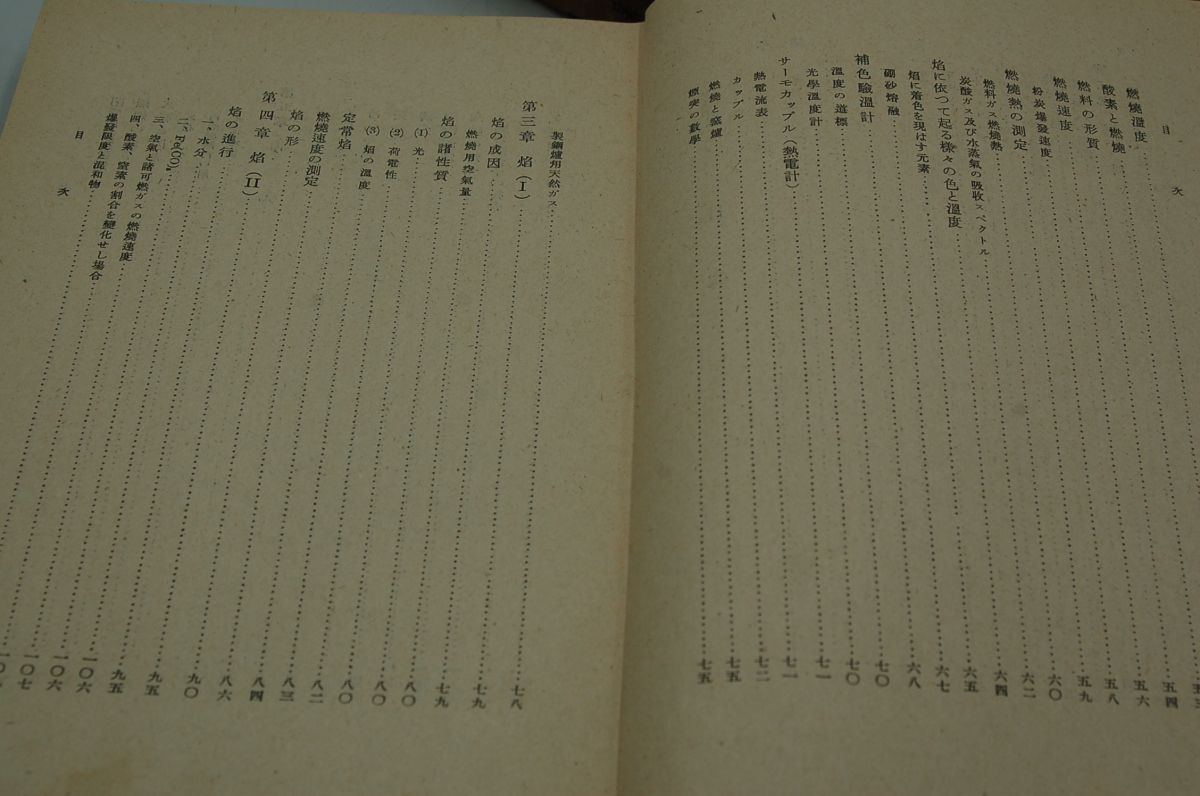 目 次
燃燒溫度
酸素と燃燒 五三
燃料の形質 五四
燃燒速度 五六
粉炭爆發速度 五八
燃燒熱の測定 五九
燃料ガス燃燒熱 六〇
炭酸ガス及び水蒸氣の吸收スペクトル 六二
焰に依つて起る樣々の色と溫度 六四
焰に着色を現はす元素 六五
硼砂熔融 六七
補色驗溫計 六八
溫度の道標 七〇
光學溫度計 七〇
サーモカップル(熱電計) 七一
熱電流表 七一
カップル 七二
燃燒と窯爐 七五
煙突の數學 七五
製鋼爐用天然ガス 七八
第三章 焰(I) 七九
焰の成因 七九
燃燒用空氣量 八〇
焰の諸性質 八〇
(1) 光 八〇
(2) 荷電性 八二
(3) 焰の溫度 八三
定常焰 八四
燃燒速度の測定 八六
焰の形 九〇
第四章 焰(II) 九五
焰の進行 九五
一、水分 一〇六
二、Fe(CO)₅ 一〇六
三、空氣と諸可燃ガスの燃燒速度 一〇七
四、酸素、窒素の割合を變化せし場合
爆發限度と混和物
目 次